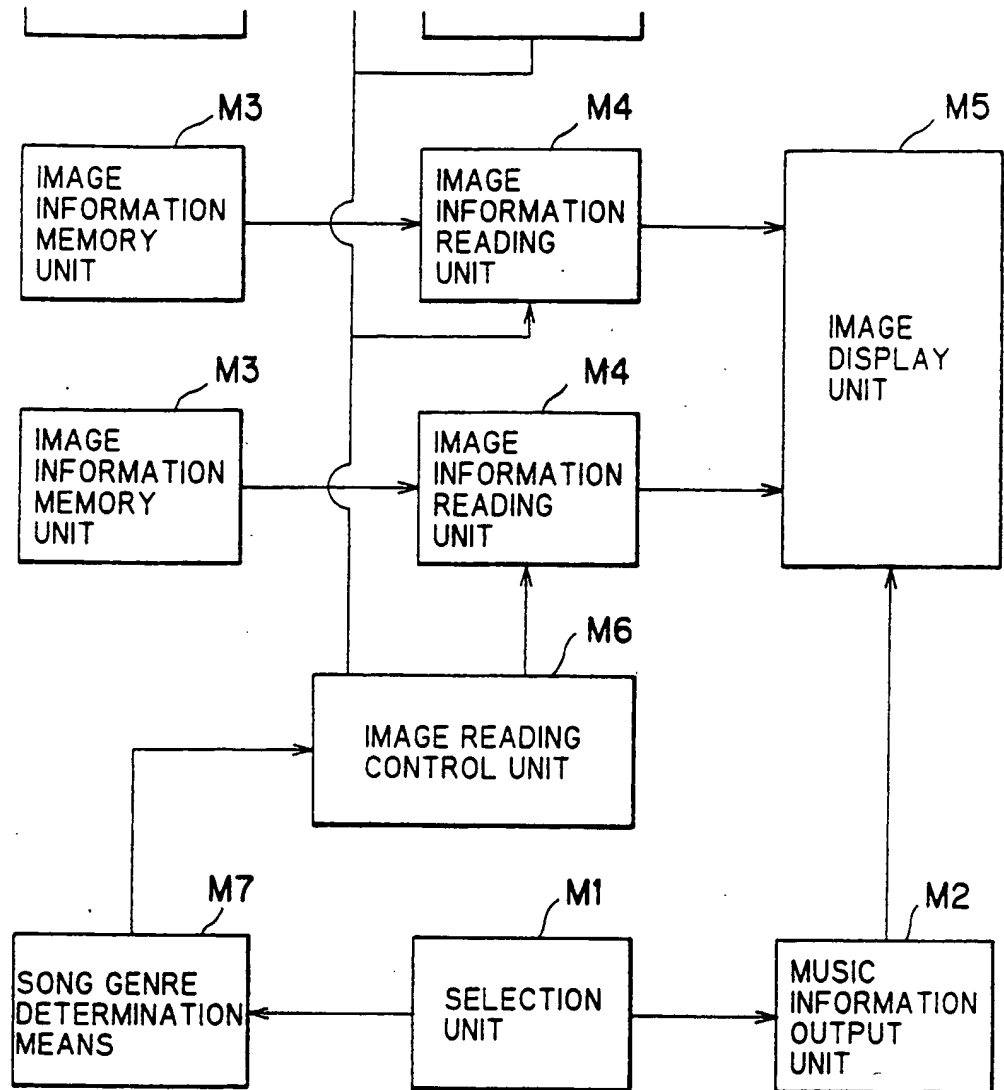 M3
M4
M5
IMAGE
INFORMATION
MEMORY
UNIT
IMAGE
INFORMATION
READING
UNIT
IMAGE
DISPLAY
UNIT
M3
M4
IMAGE
INFORMATION
MEMORY
UNIT
IMAGE
INFORMATION
READING
UNIT
M6
IMAGE READING
CONTROL UNIT
M7
M1
M2
SONG GENRE
DETERMINATION
MEANS
SELECTION
UNIT
MUSIC
INFORMATION
OUTPUT
UNIT